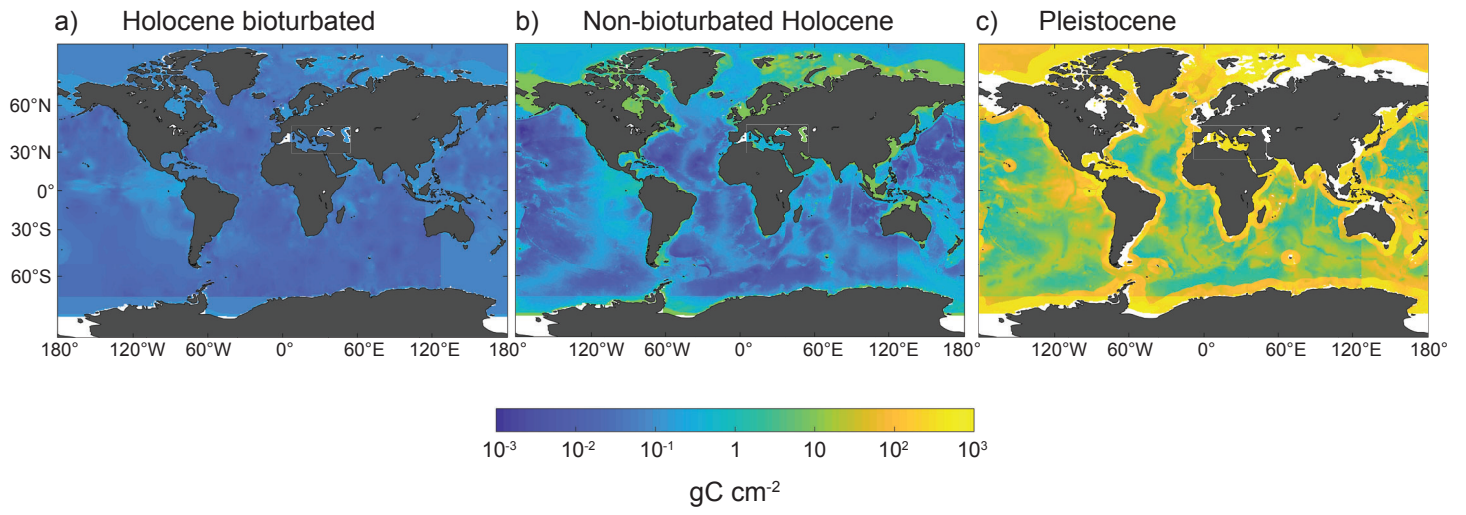 a) Holocene bioturbated
b) Non-bioturbated Holocene
c) Pleistocene
60°N
30°N
0°
30°S
60°S
180° 120°W 60°W 0° 60°E 120°E 180°
120°W 60°W 0° 60°E 120°E 180°
120°W 60°W 0° 60°E 120°E 180°
10⁻³ 10⁻² 10⁻¹ 1 10 10² 10³
gC cm⁻²